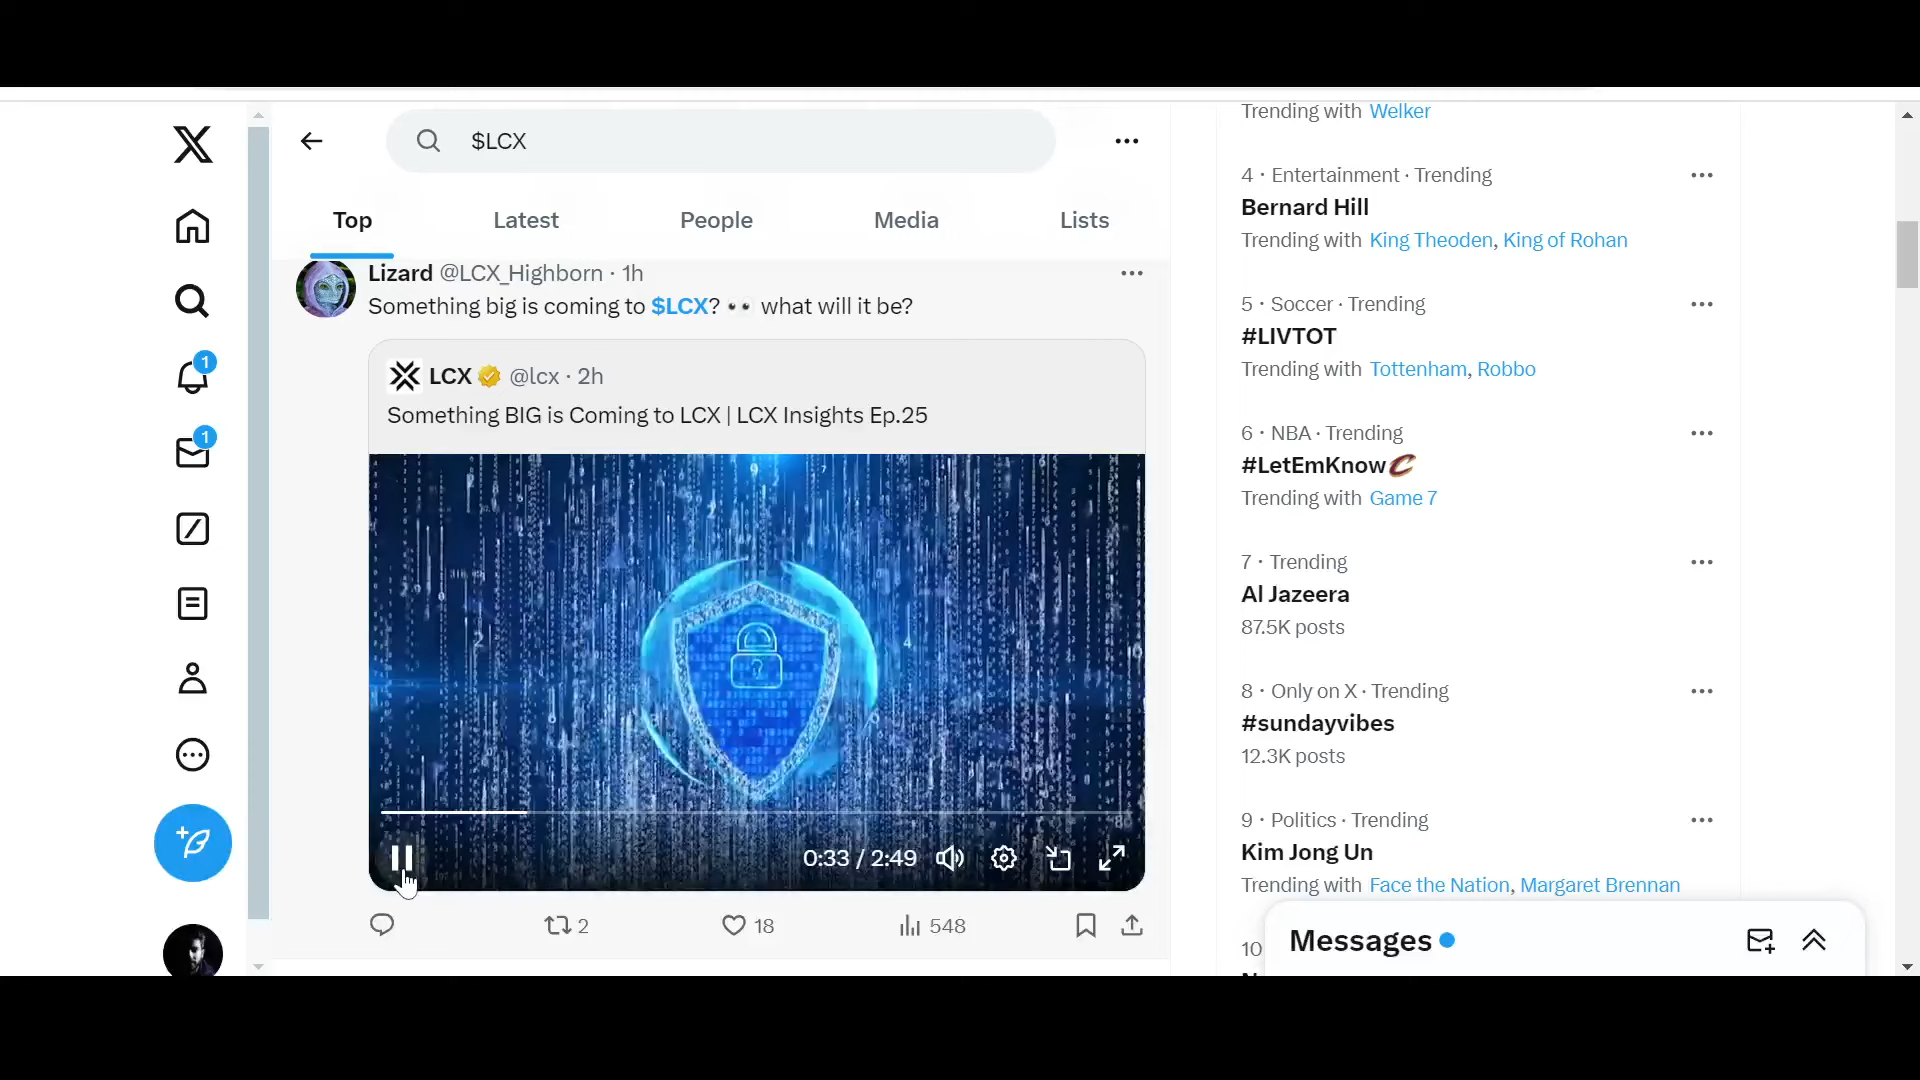 $LCX
Top
Latest
People
Media
Lists
Lizard @LCX_Highborn · 1h
Something big is coming to $LCX? 👀 what will it be?
LCX @lcx · 2h
Something BIG is Coming to LCX | LCX Insights Ep.25
0:33 / 2:49
2
18
548
1
1
Trending with Welker
4 · Entertainment · Trending
Bernard Hill
Trending with King Theoden, King of Rohan
5 · Soccer · Trending
#LIVTOT
Trending with Tottenham, Robbo
6 · NBA · Trending
#LetEmKnow
Trending with Game 7
7 · Trending
Al Jazeera
87.5K posts
8 · Only on X · Trending
#sundayvibes
12.3K posts
9 · Politics · Trending
Kim Jong Un
Trending with Face the Nation, Margaret Brennan
10
Messages